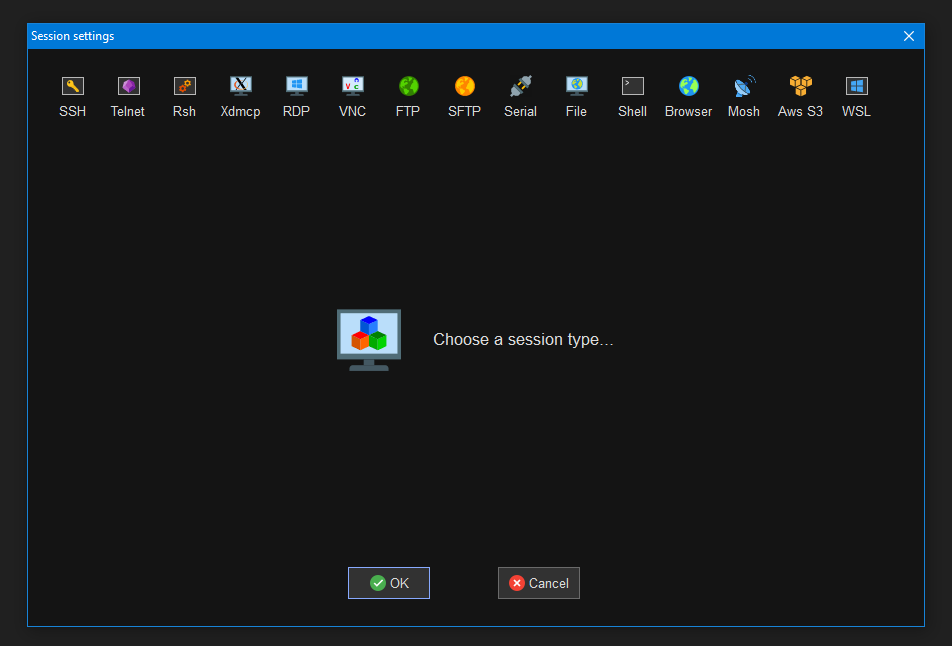 Session settings
SSH Telnet Rsh Xdmcp RDP VNC FTP SFTP Serial File Shell Browser Mosh Aws S3 WSL
Choose a session type...
OK Cancel